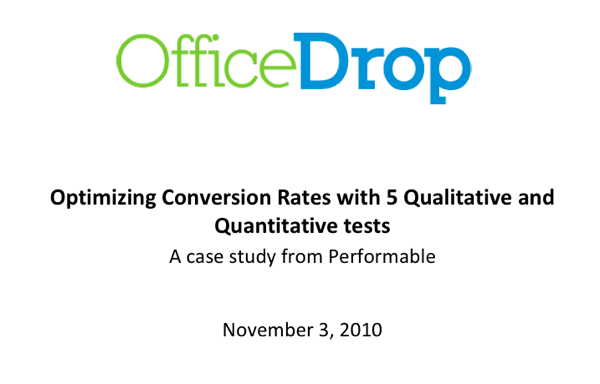 OfficeDrop
Optimizing Conversion Rates with 5 Qualitative and
Quantitative tests
A case study from Performable
November 3, 2010